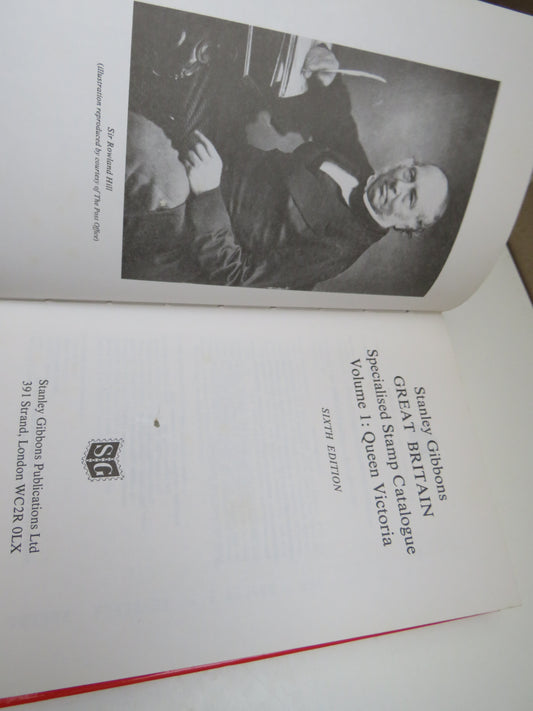 Sir Rowland Hill
(illustration reproduced by courtesy of The Post Office)
Stanley Gibbons
GREAT BRITAIN
Specialised Stamp Catalogue
Volume 1: Queen Victoria
SIXTH EDITION
SG
Stanley Gibbons Publications Ltd
391 Strand, London WC2R 0LX